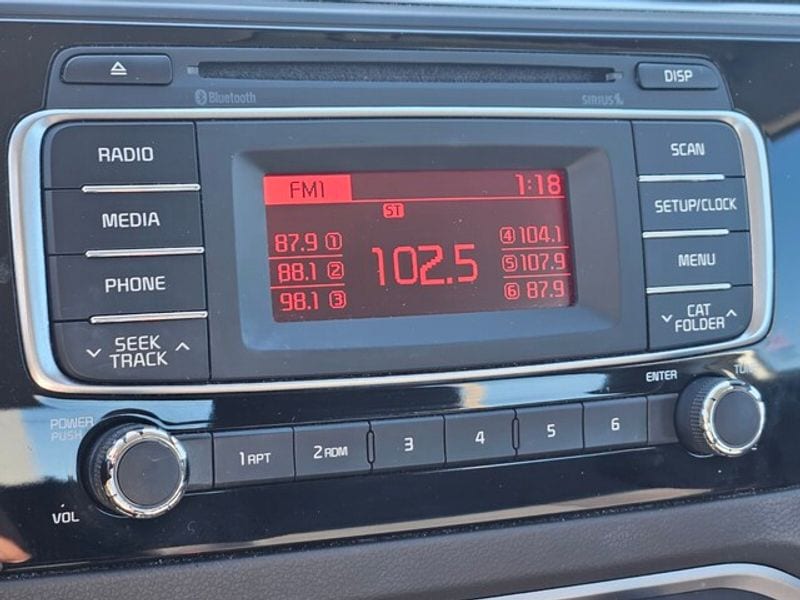 DISP
Bluetooth
SIRIUS
RADIO
MEDIA
PHONE
SEEK
TRACK
FM1
1:18
ST
87.9 1
88.1 2
98.1 3
102.5
4 104.1
5 107.9
6 87.9
SCAN
SETUP/CLOCK
MENU
CAT
FOLDER
POWER
PUSH
VOL
1 RPT
2 RDM
3
4
5
6
ENTER
TUNE